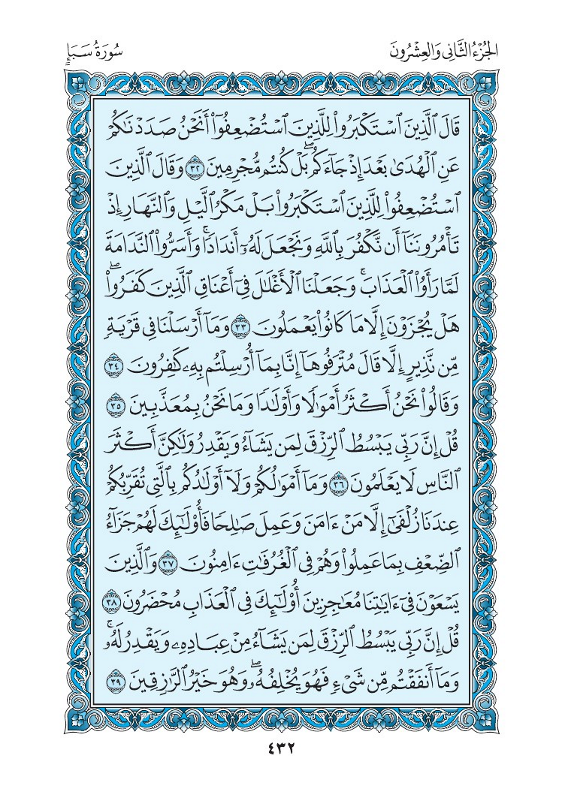 الجُزْءُ الثَّانِي وَالعِشْرُونَ
سُورَةُ سَبَإٍ
قَالَ ٱلَّذِينَ ٱسْتَكْبَرُوا۟ لِلَّذِينَ ٱسْتُضْعِفُوٓا۟ أَنَحْنُ صَدَدْنَٰكُمْ
عَنِ ٱلْهُدَىٰ بَعْدَ إِذْ جَآءَكُم ۖ بَلْ كُنتُم مُّجْرِمِينَ ٣٢ وَقَالَ ٱلَّذِينَ
ٱسْتُضْعِفُوا۟ لِلَّذِينَ ٱسْتَكْبَرُوا۟ بَلْ مَكْرُ ٱلَّيْلِ وَٱلنَّهَارِ إِذْ
تَأْمُرُونَنَآ أَن نَّكْفُرَ بِٱللَّهِ وَنَجْعَلَ لَهُۥٓ أَندَادًا ۚ وَأَسَرُّوا۟ ٱلنَّدَامَةَ
لَمَّا رَأَوُا۟ ٱلْعَذَابَ ۚ وَجَعَلْنَا ٱلْأَغْلَٰلَ فِىٓ أَعْنَاقِ ٱلَّذِينَ كَفَرُوا۟ ۖ
هَلْ يُجْزَوْنَ إِلَّا مَا كَانُوا۟ يَعْمَلُونَ ٣٣ وَمَآ أَرْسَلْنَا فِى قَرْيَةٍ
مِّن نَّذِيرٍ إِلَّا قَالَ مُتْرَفُوهَآ إِنَّا بِمَآ أُرْسِلْتُم بِهِۦ كَٰفِرُونَ ٣٤
وَقَالُوا۟ نَحْنُ أَكْثَرُ أَمْوَٰلًا وَأَوْلَٰدًا وَمَا نَحْنُ بِمُعَذَّبِينَ ٣٥
قُلْ إِنَّ رَبِّى يَبْسُطُ ٱلرِّزْقَ لِمَن يَشَآءُ وَيَقْدِرُ وَلَٰكِنَّ أَكْثَرَ
ٱلنَّاسِ لَا يَعْلَمُونَ ٣٦ وَمَآ أَمْوَٰلُكُمْ وَلَآ أَوْلَٰدُكُم بِٱلَّتِى تُقَرِّبُكُمْ
عِندَنَا زُلْفَىٰٓ إِلَّا مَنْ ءَامَنَ وَعَمِلَ صَٰلِحًا فَأُو۟لَٰٓئِكَ لَهُمْ جَزَآءُ
ٱلضِّعْفِ بِمَا عَمِلُوا۟ وَهُمْ فِى ٱلْغُرُفَٰتِ ءَامِنُونَ ٣٧ وَٱلَّذِينَ
يَسْعَوْنَ فِىٓ ءَايَٰتِنَا مُعَٰجِزِينَ أُو۟لَٰٓئِكَ فِى ٱلْعَذَابِ مُحْضَرُونَ ٣٨
قُلْ إِنَّ رَبِّى يَبْسُطُ ٱلرِّزْقَ لِمَن يَشَآءُ مِنْ عِبَادِهِۦ وَيَقْدِرُ لَهُۥ ۚ
وَمَآ أَنفَقْتُم مِّن شَىْءٍ فَهُوَ يُخْلِفُهُۥ ۖ وَهُوَ خَيْرُ ٱلرَّٰزِقِينَ ٣٩
٤٣٢